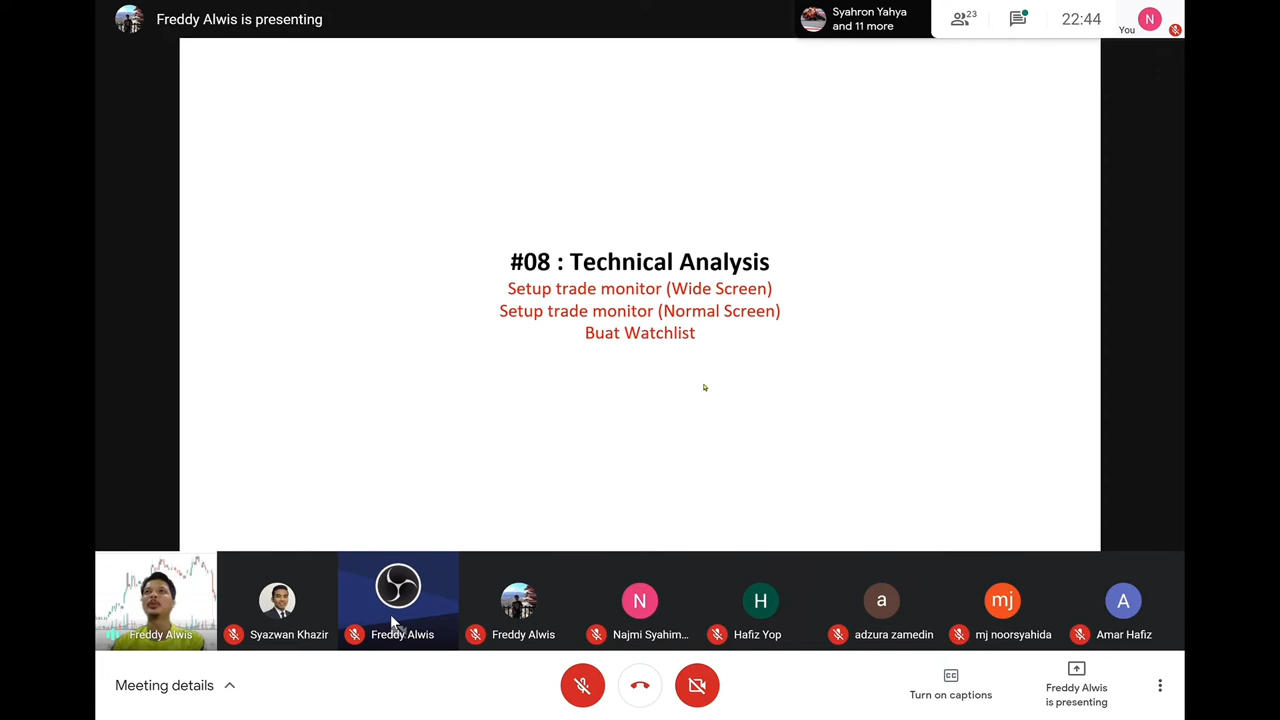 Freddy Alwis is presenting
Syahron Yahya
and 11 more
23
22:44
You
N
#08 : Technical Analysis
Setup trade monitor (Wide Screen)
Setup trade monitor (Normal Screen)
Buat Watchlist
Freddy Alwis
Syazwan Khazir
Freddy Alwis
Freddy Alwis
N
Najmi Syahim...
H
Hafiz Yop
a
adzura zamedin
mj
mj noorsyahida
A
Amar Hafiz
Meeting details
CC
Turn on captions
Freddy Alwis
is presenting